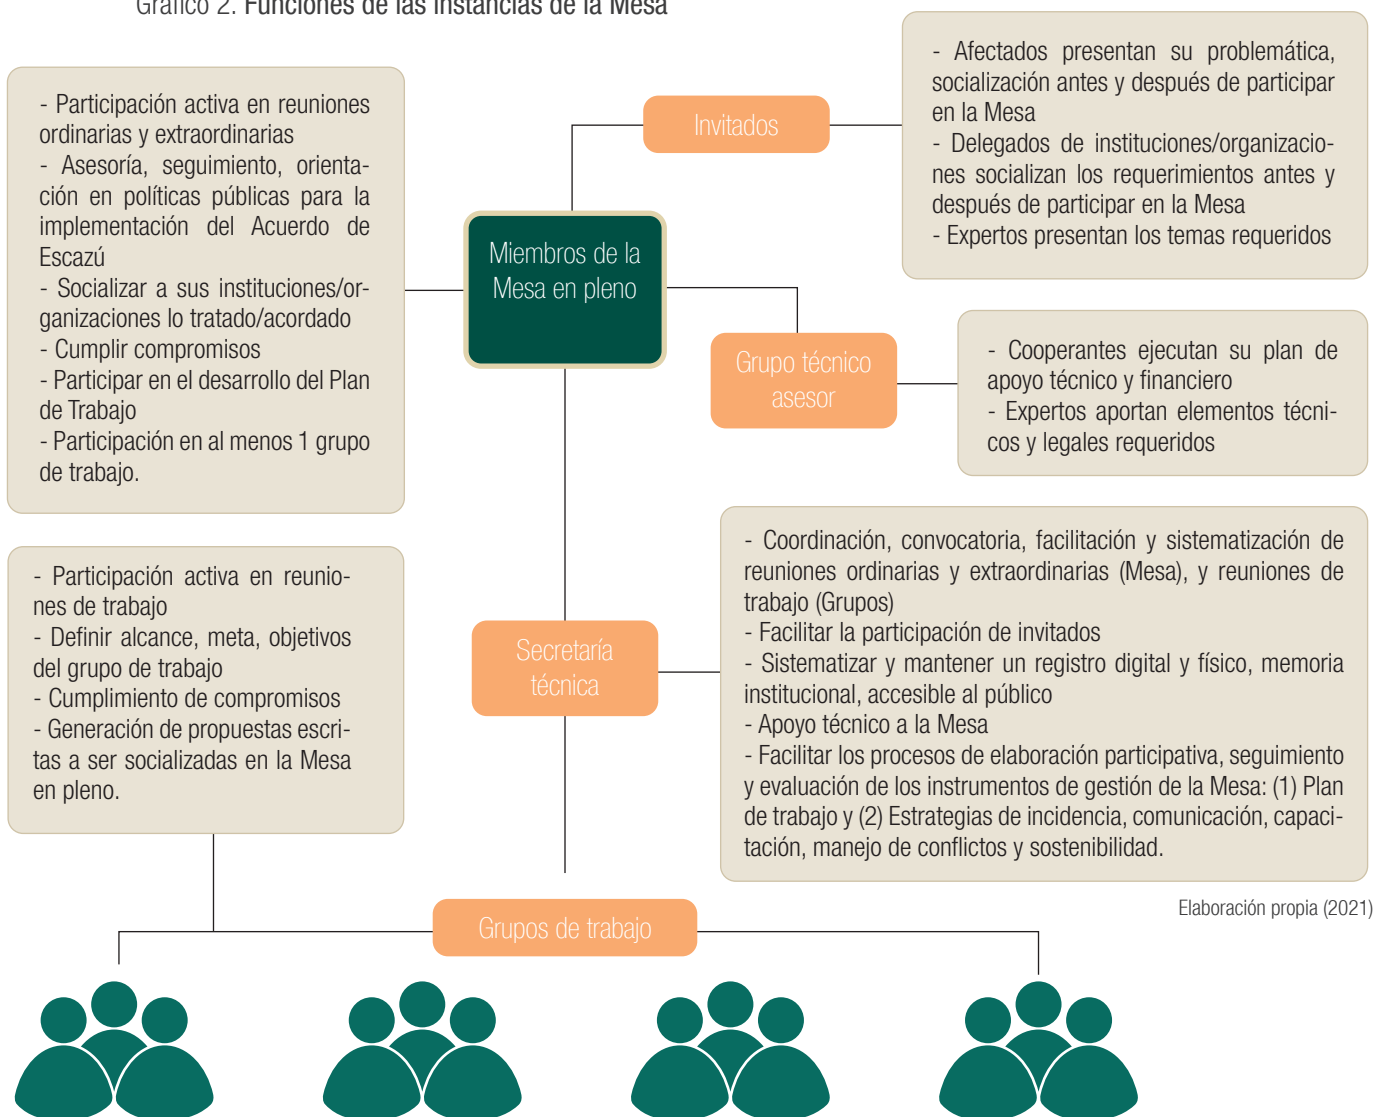 Gráfico 2. Funciones de las instancias de la Mesa
- Participación activa en reuniones
ordinarias y extraordinarias
- Asesoría, seguimiento, orienta-
ción en políticas públicas para la
implementación del Acuerdo de
Escazú
- Socializar a sus instituciones/or-
ganizaciones lo tratado/acordado
- Cumplir compromisos
- Participar en el desarrollo del Plan
de Trabajo
- Participación en al menos 1 grupo
de trabajo.
Invitados
- Afectados presentan su problemática,
socialización antes y después de participar
en la Mesa
- Delegados de instituciones/organizacio-
nes socializan los requerimientos antes y
después de participar en la Mesa
- Expertos presentan los temas requeridos
Miembros de la
Mesa en pleno
Grupo técnico
asesor
- Cooperantes ejecutan su plan de
apoyo técnico y financiero
- Expertos aportan elementos técni-
cos y legales requeridos
- Participación activa en reunio-
nes de trabajo
- Definir alcance, meta, objetivos
del grupo de trabajo
- Cumplimiento de compromisos
- Generación de propuestas escri-
tas a ser socializadas en la Mesa
en pleno.
Secretaría
técnica
- Coordinación, convocatoria, facilitación y sistematización de
reuniones ordinarias y extraordinarias (Mesa), y reuniones de
trabajo (Grupos)
- Facilitar la participación de invitados
- Sistematizar y mantener un registro digital y físico, memoria
institucional, accesible al público
- Apoyo técnico a la Mesa
- Facilitar los procesos de elaboración participativa, seguimiento
y evaluación de los instrumentos de gestión de la Mesa: (1) Plan
de trabajo y (2) Estrategias de incidencia, comunicación, capaci-
tación, manejo de conflictos y sostenibilidad.
Elaboración propia (2021)
Grupos de trabajo